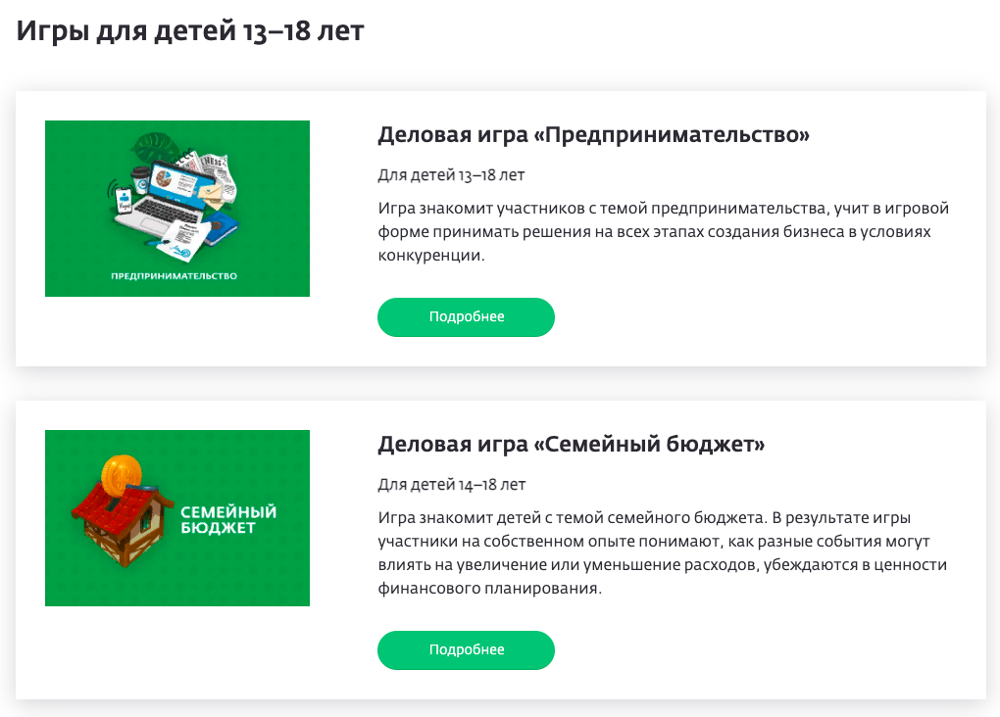 Игры для детей 13–18 лет
Деловая игра «Предпринимательство»
Для детей 13–18 лет
Игра знакомит участников с темой предпринимательства, учит в игровой
форме принимать решения на всех этапах создания бизнеса в условиях
конкуренции.
Подробнее
ПРЕДПРИНИМАТЕЛЬСТВО
Деловая игра «Семейный бюджет»
Для детей 14–18 лет
Игра знакомит детей с темой семейного бюджета. В результате игры
участники на собственном опыте понимают, как разные события могут
влиять на увеличение или уменьшение расходов, убеждаются в ценности
финансового планирования.
Подробнее
СЕМЕЙНЫЙ
БЮДЖЕТ